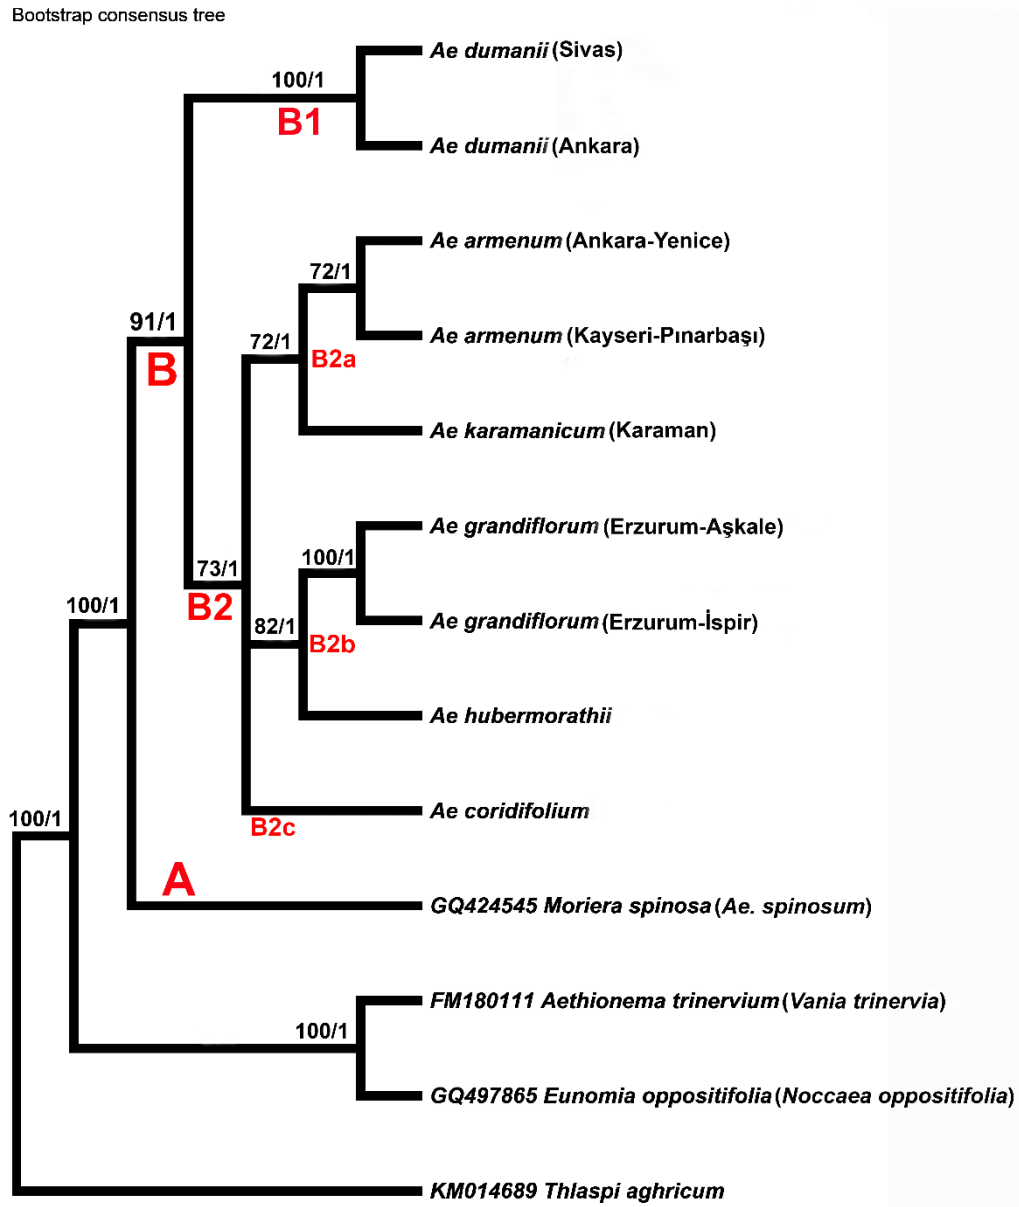 Bootstrap consensus tree
Ae dumanii (Sivas)
100/1
B1
Ae dumanii (Ankara)
Ae armenum (Ankara-Yenice)
72/1
Ae armenum (Kayseri-Pınarbaşı)
72/1
B2a
91/1
B
Ae karamanicum (Karaman)
Ae grandiflorum (Erzurum-Aşkale)
100/1
73/1
B2
Ae grandiflorum (Erzurum-İspir)
82/1
B2b
100/1
Ae hubermorathii
Ae coridifolium
B2c
100/1
A
GQ424545 Moriera spinosa (Ae. spinosum)
FM180111 Aethionema trinervium (Vania trinervia)
100/1
GQ497865 Eunomia oppositifolia (Noccaea oppositifolia)
KM014689 Thlaspi aghricum